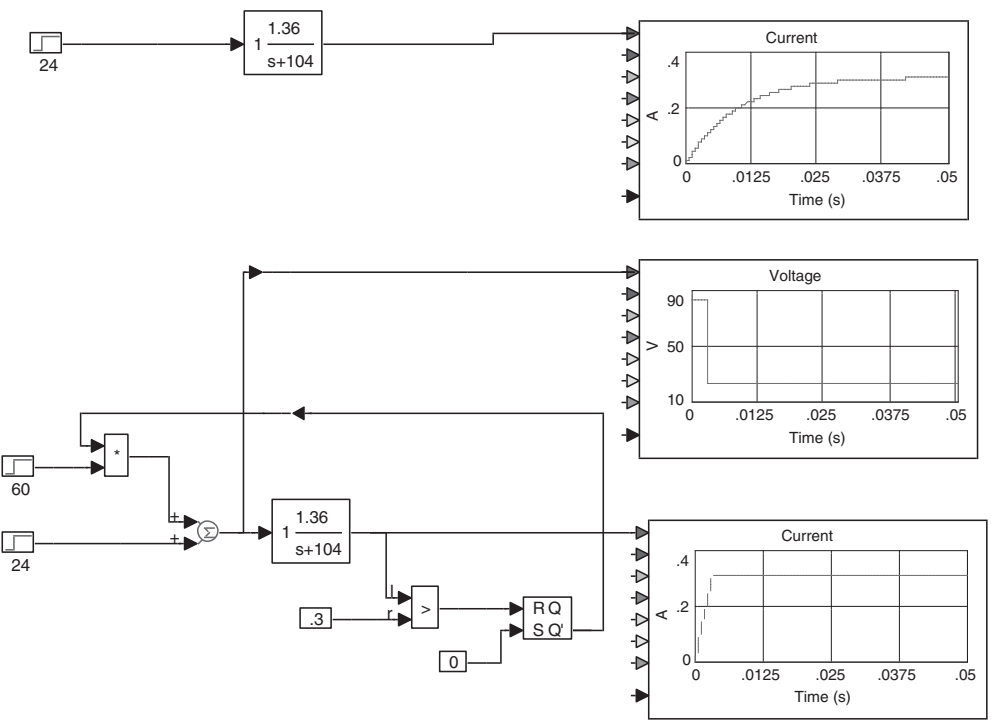 24
1 1.36
s+104
Current
.4
.2
0
A
0 .0125 .025 .0375 .05
Time (s)
Voltage
90
50
10
V
0 .0125 .025 .0375 .05
Time (s)
*
60
24
+
+
Σ
1 1.36
s+104
l
r
>
.3
R Q
S Q'
0
Current
.4
.2
0
A
0 .0125 .025 .0375 .05
Time (s)